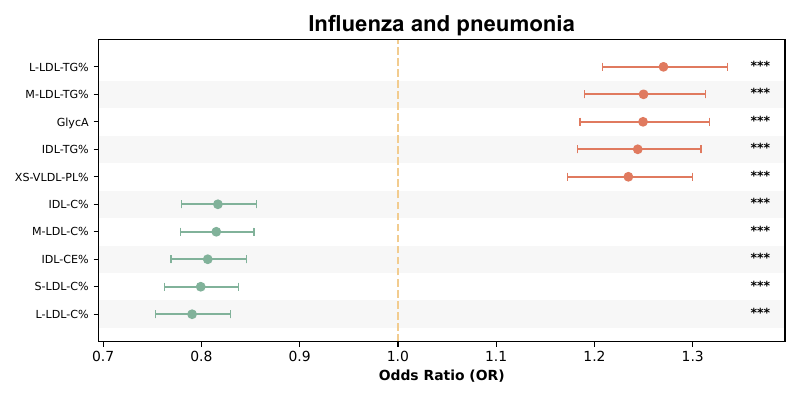 Influenza and pneumonia
L-LDL-TG% ***
M-LDL-TG% ***
GlycA ***
IDL-TG% ***
XS-VLDL-PL% ***
IDL-C% ***
M-LDL-C% ***
IDL-CE% ***
S-LDL-C% ***
L-LDL-C% ***
0.7 0.8 0.9 1.0 1.1 1.2 1.3
Odds Ratio (OR)